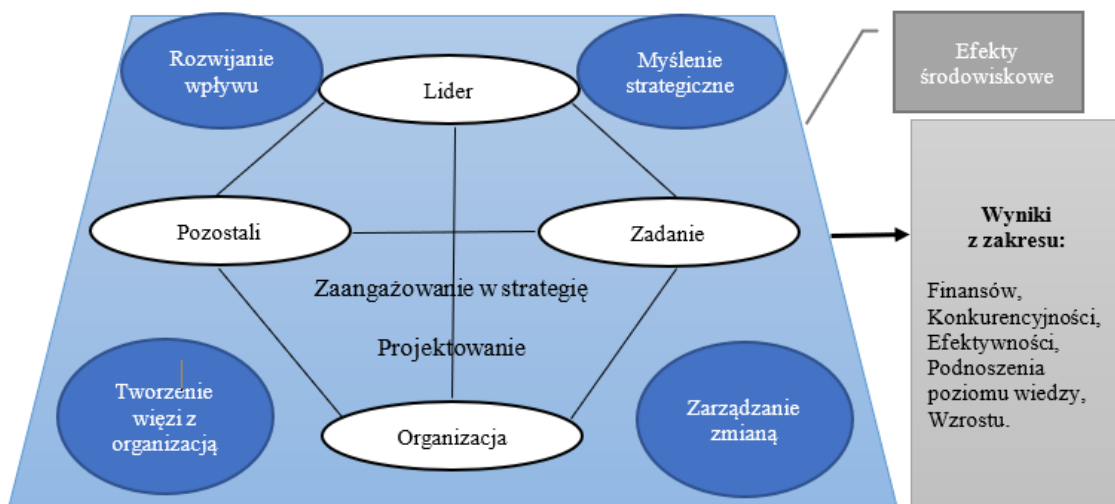 Rozwijanie
wpływu
Lider
Myślenie
strategiczne
Efekty
środowiskowe
Pozostali
Zadanie
Zaangażowanie w strategię
Projektowanie
Tworzenie
więzi z
organizacją
Organizacja
Zarządzanie
zmianą
Wyniki
z zakresu:
Finansów,
Konkurencyjności,
Efektywności,
Podnoszenia
poziomu wiedzy,
Wzrostu.